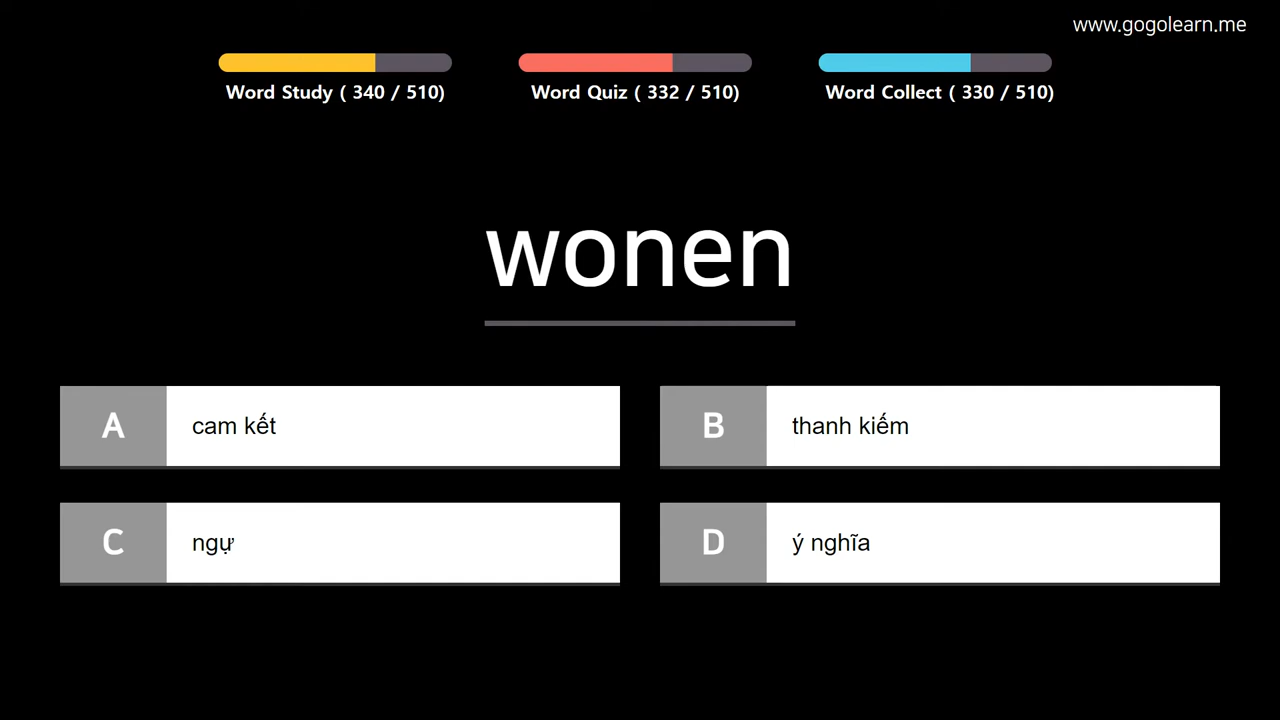 www.gogolearn.me
Word Study ( 340 / 510)
Word Quiz ( 332 / 510)
Word Collect ( 330 / 510)
wonen
A cam kết
B thanh kiếm
C ngự
D ý nghĩa